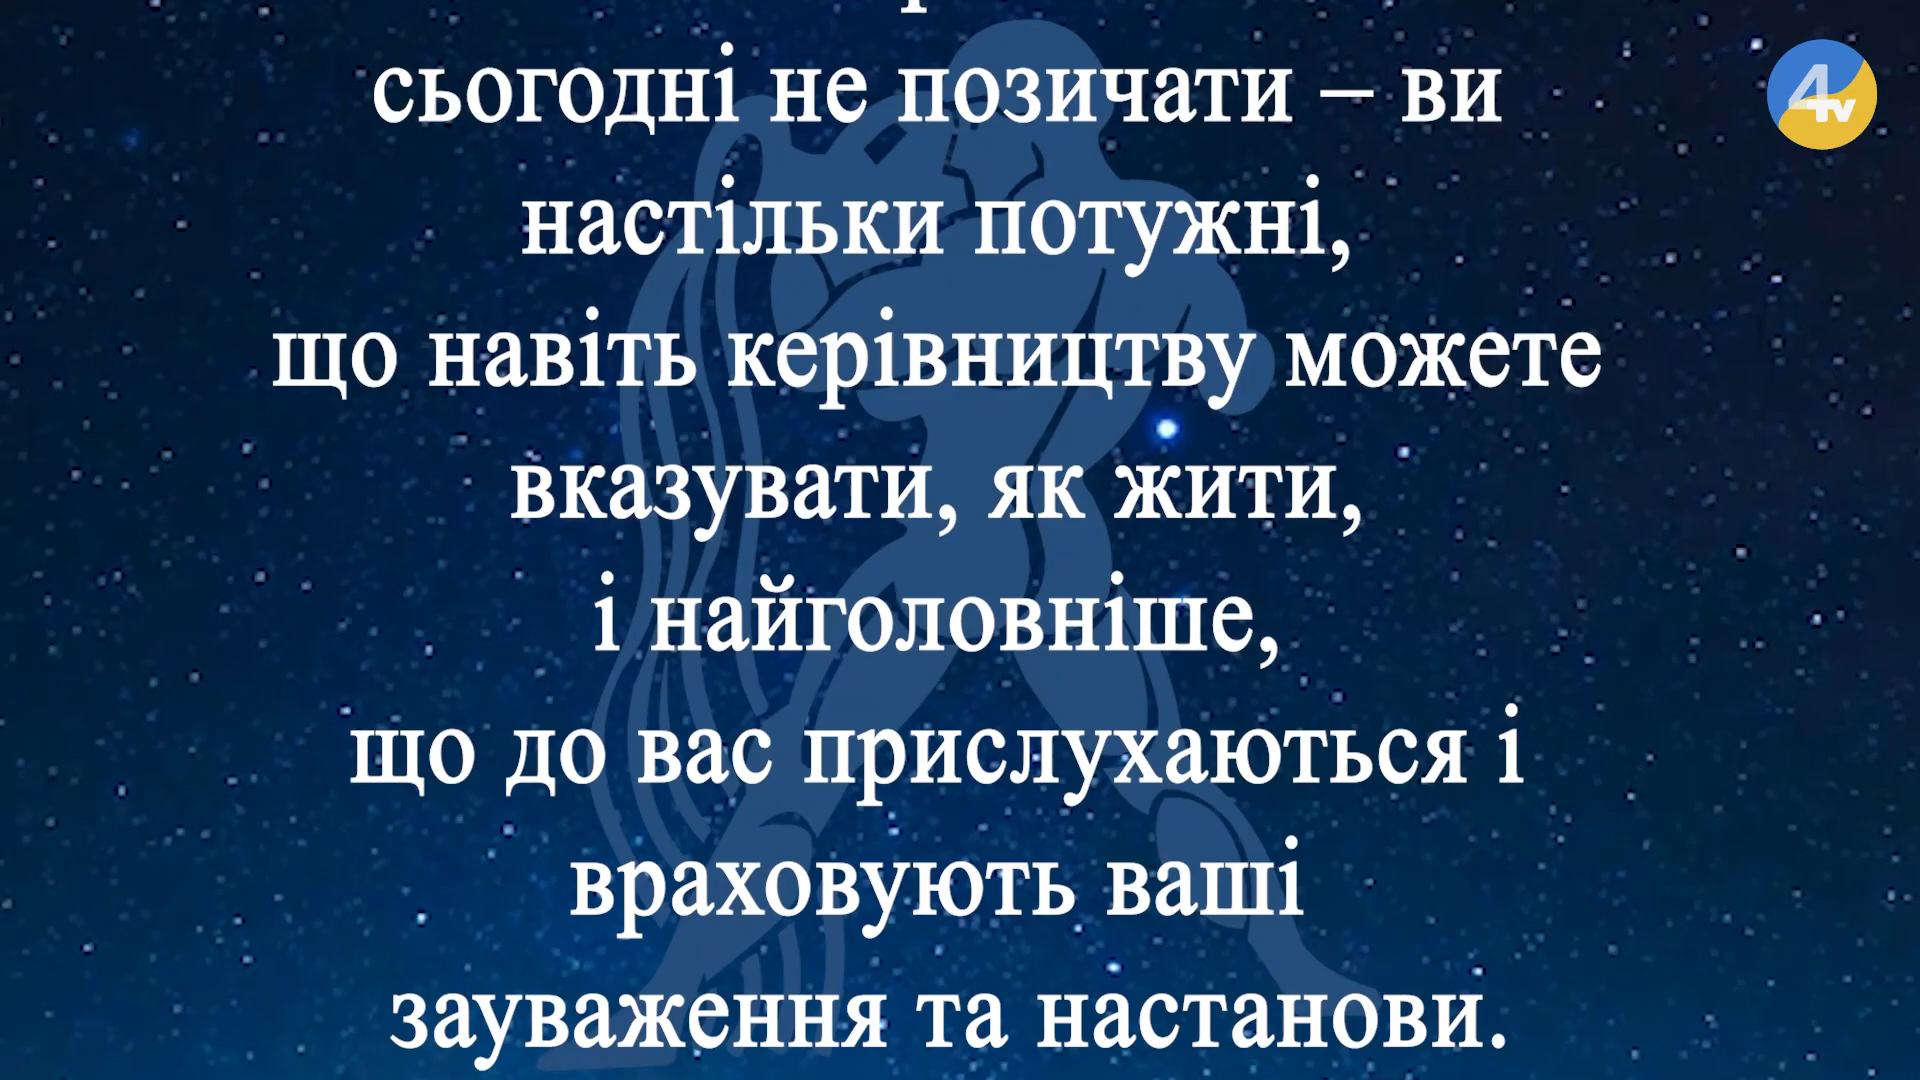 сьогодні не позичати – ви
настільки потужні,
що навіть керівництву можете
вказувати, як жити,
і найголовніше,
що до вас прислухаються і
враховують ваші
зауваження та настанови.
4tv